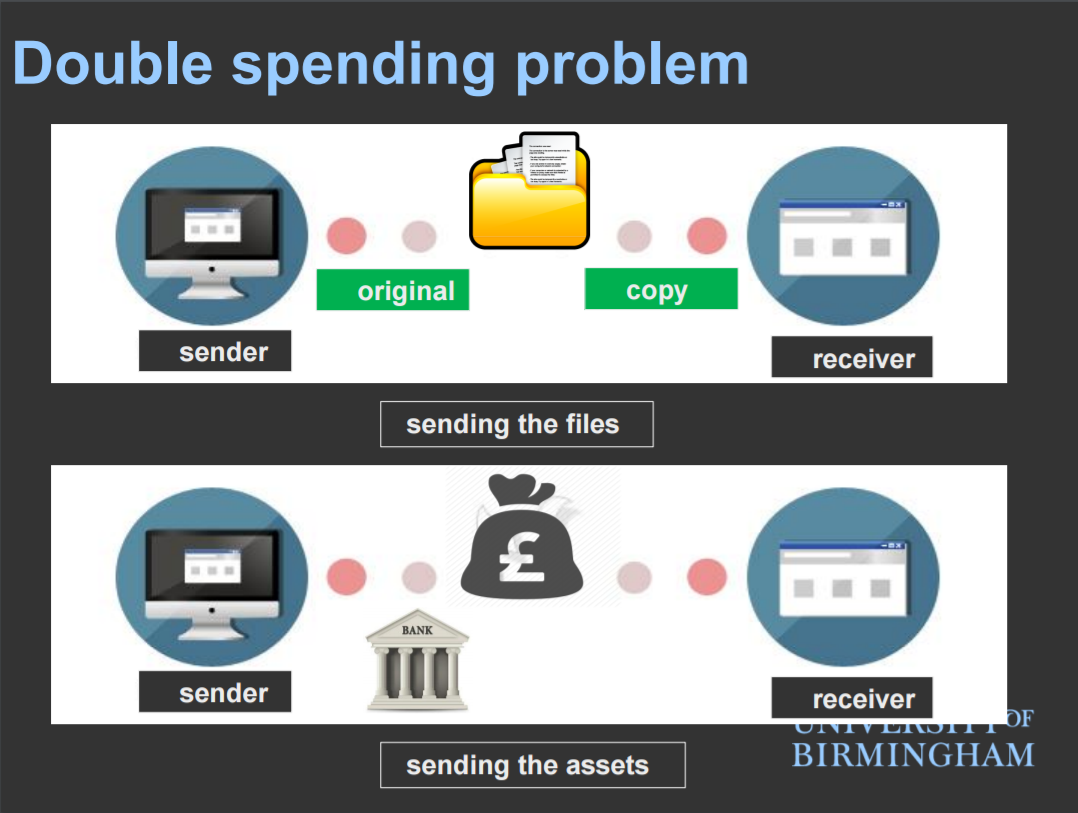 Double spending problem
original
copy
sender
receiver
sending the files
£
BANK
sender
receiver
UNIVERSITY OF
BIRMINGHAM
sending the assets